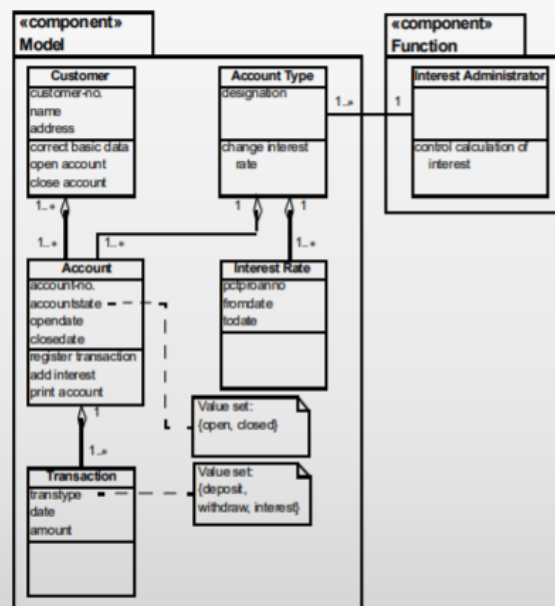 «component»
Model
Customer
customer-no.
name
address
correct basic data
open account
close account
1..*
1..*
Account Type
designation
change interest
rate
1..*
1
1
1
1..*
1..*
Account
account-no.
accountstate
opendate
closedate
register transaction
add interest
print account
1
1..*
Interest Rate
pctproanno
fromdate
todate
Value set:
{open, closed}
Transaction
transtype
date
amount
Value set:
{deposit,
withdraw, interest}
«component»
Function
Interest Administrator
control calculation of
interest